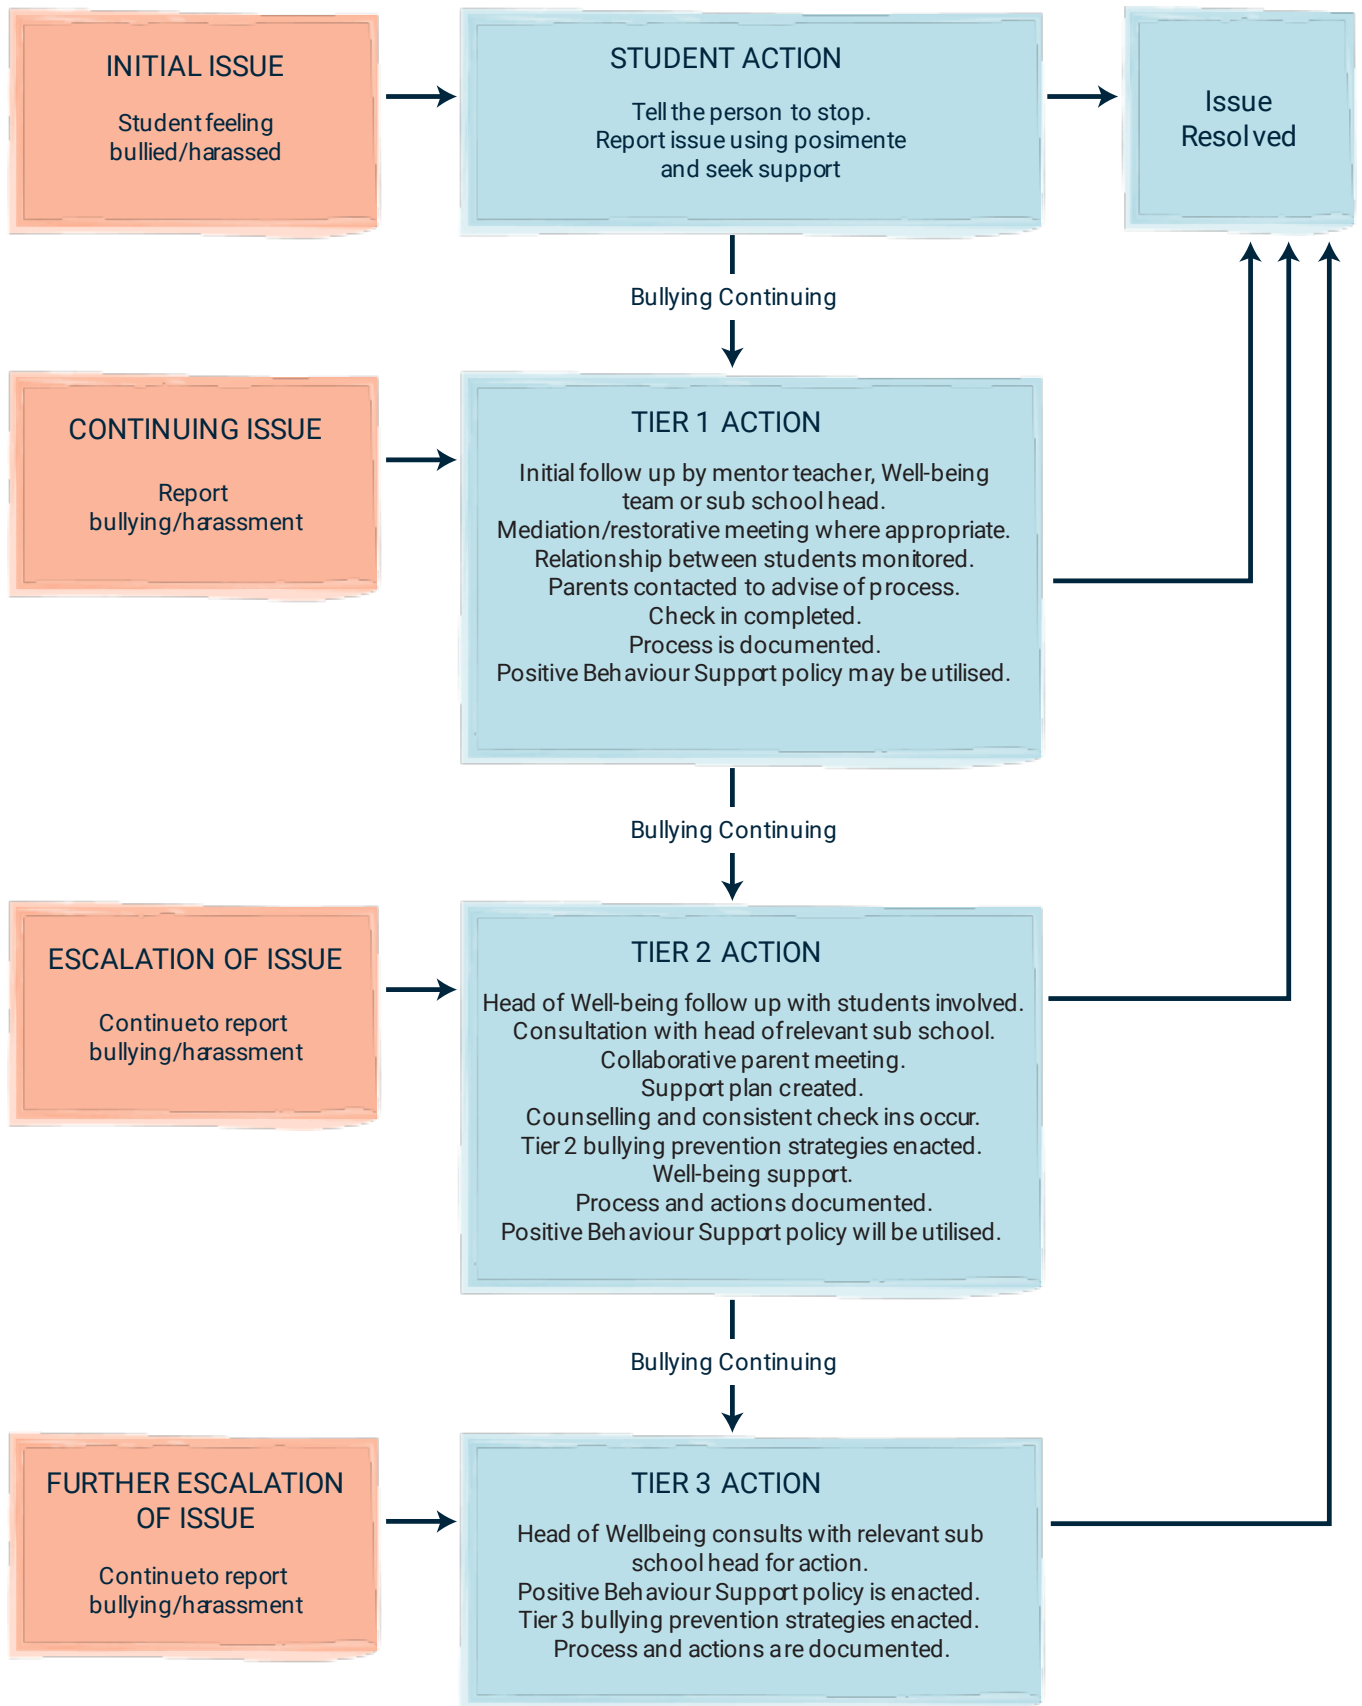 INITIAL ISSUE
Student feeling
bullied/harassed
STUDENT ACTION
Tell the person to stop.
Report issue using posimente
and seek support
Issue
Resolved
Bullying Continuing
CONTINUING ISSUE
Report
bullying/harassment
TIER 1 ACTION
Initial follow up by mentor teacher, Well-being
team or sub school head.
Mediation/restorative meeting where appropriate.
Relationship between students monitored.
Parents contacted to advise of process.
Check in completed.
Process is documented.
Positive Behaviour Support policy may be utilised.
Bullying Continuing
ESCALATION OF ISSUE
Continueto report
bullying/harassment
TIER 2 ACTION
Head of Well-being follow up with students involved.
Consultation with head of relevant sub school.
Collaborative parent meeting.
Support plan created.
Counselling and consistent check ins occur.
Tier 2 bullying prevention strategies enacted.
Well-being support.
Process and actions documented.
Positive Behaviour Support policy will be utilised.
Bullying Continuing
FURTHER ESCALATION
OF ISSUE
Continueto report
bullying/harassment
TIER 3 ACTION
Head of Wellbeing consults with relevant sub
school head for action.
Positive Behaviour Support policy is enacted.
Tier 3 bullying prevention strategies enacted.
Process and actions are documented.